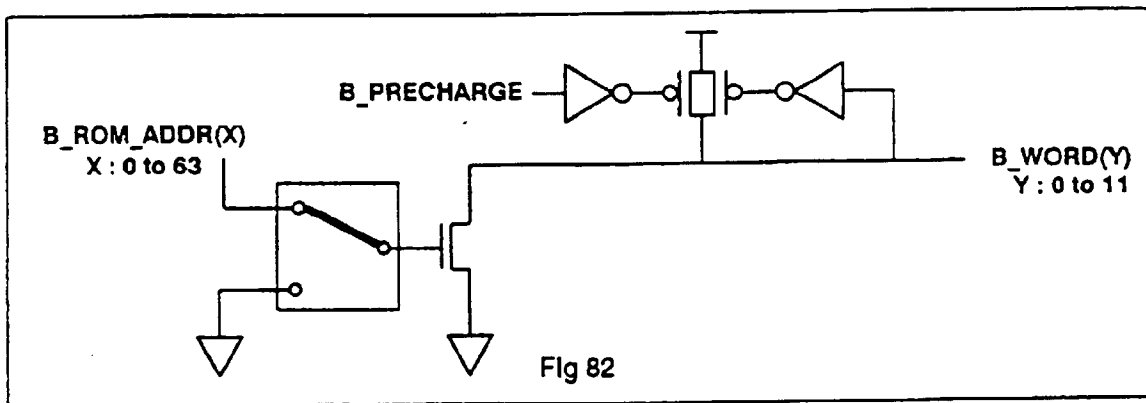 B_PRECHARGE
B_ROM_ADDR(X)
X : 0 to 63
B_WORD(Y)
Y : 0 to 11
Fig 82